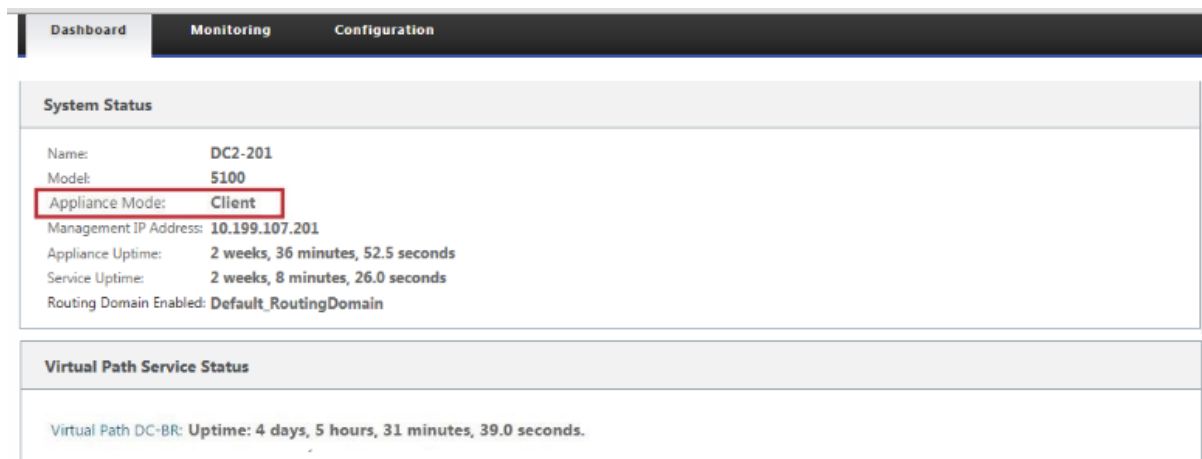 Dashboard Monitoring Configuration
System Status
Name: DC2-201
Model: 5100
Appliance Mode: Client
Management IP Address: 10.199.107.201
Appliance Uptime: 2 weeks, 36 minutes, 52.5 seconds
Service Uptime: 2 weeks, 8 minutes, 26.0 seconds
Routing Domain Enabled: Default_RoutingDomain
Virtual Path Service Status
Virtual Path DC-BR: Uptime: 4 days, 5 hours, 31 minutes, 39.0 seconds.